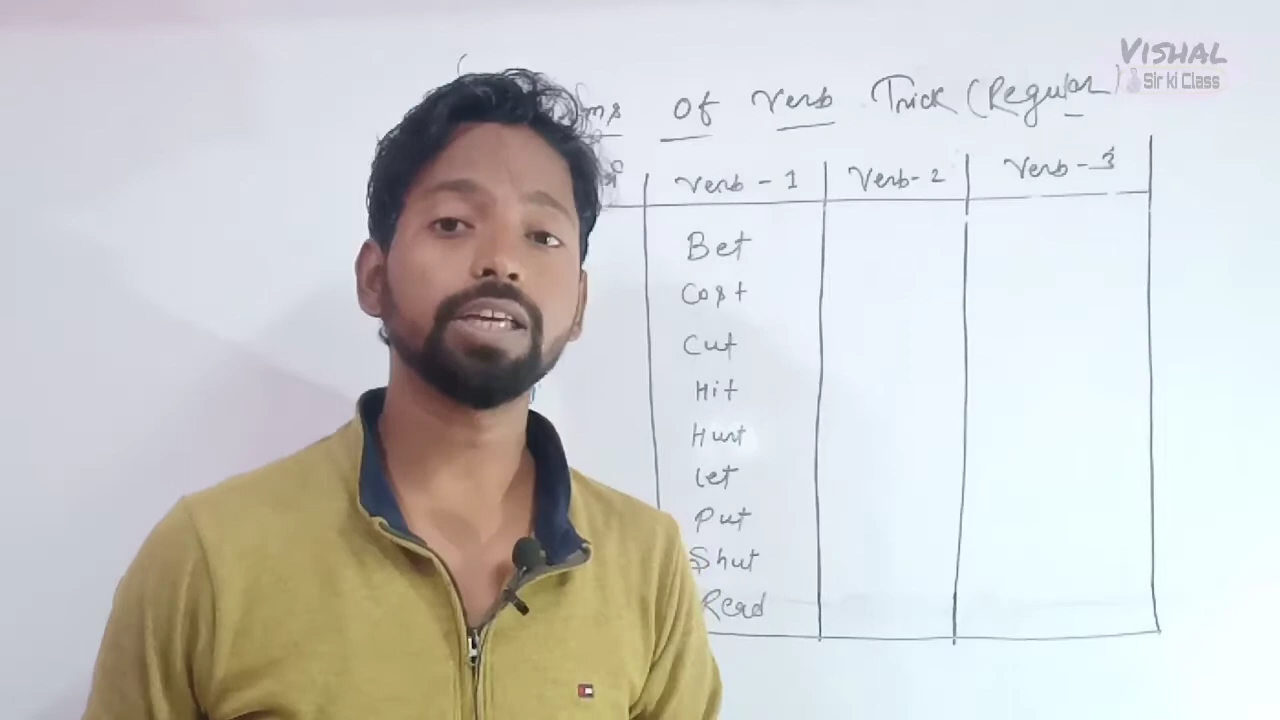 VISHAL
Sir ki Class
Of Verb Trick (Regular)
Verb - 1 Verb-2 Verb-3
Bet
Cost
Cut
Hit
Hurt
Let
Put
Shut
Read